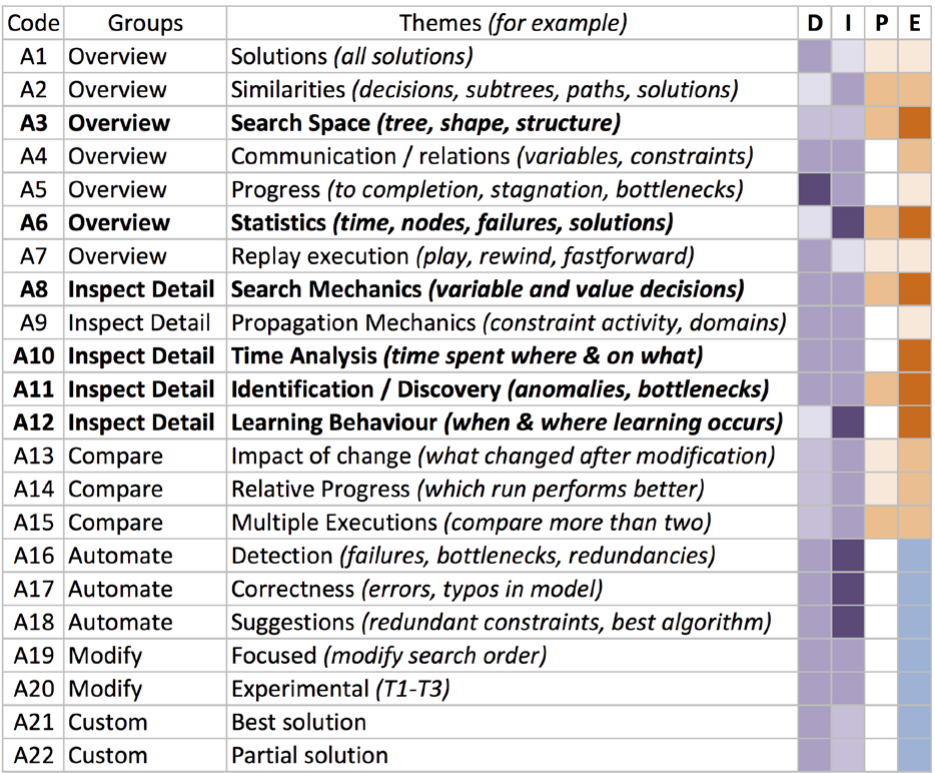 Code Groups Themes (for example) D I P E
A1 Overview Solutions (all solutions)
A2 Overview Similarities (decisions, subtrees, paths, solutions)
A3 Overview Search Space (tree, shape, structure)
A4 Overview Communication / relations (variables, constraints)
A5 Overview Progress (to completion, stagnation, bottlenecks)
A6 Overview Statistics (time, nodes, failures, solutions)
A7 Overview Replay execution (play, rewind, fastforward)
A8 Inspect Detail Search Mechanics (variable and value decisions)
A9 Inspect Detail Propagation Mechanics (constraint activity, domains)
A10 Inspect Detail Time Analysis (time spent where & on what)
A11 Inspect Detail Identification / Discovery (anomalies, bottlenecks)
A12 Inspect Detail Learning Behaviour (when & where learning occurs)
A13 Compare Impact of change (what changed after modification)
A14 Compare Relative Progress (which run performs better)
A15 Compare Multiple Executions (compare more than two)
A16 Automate Detection (failures, bottlenecks, redundancies)
A17 Automate Correctness (errors, typos in model)
A18 Automate Suggestions (redundant constraints, best algorithm)
A19 Modify Focused (modify search order)
A20 Modify Experimental (T1-T3)
A21 Custom Best solution
A22 Custom Partial solution